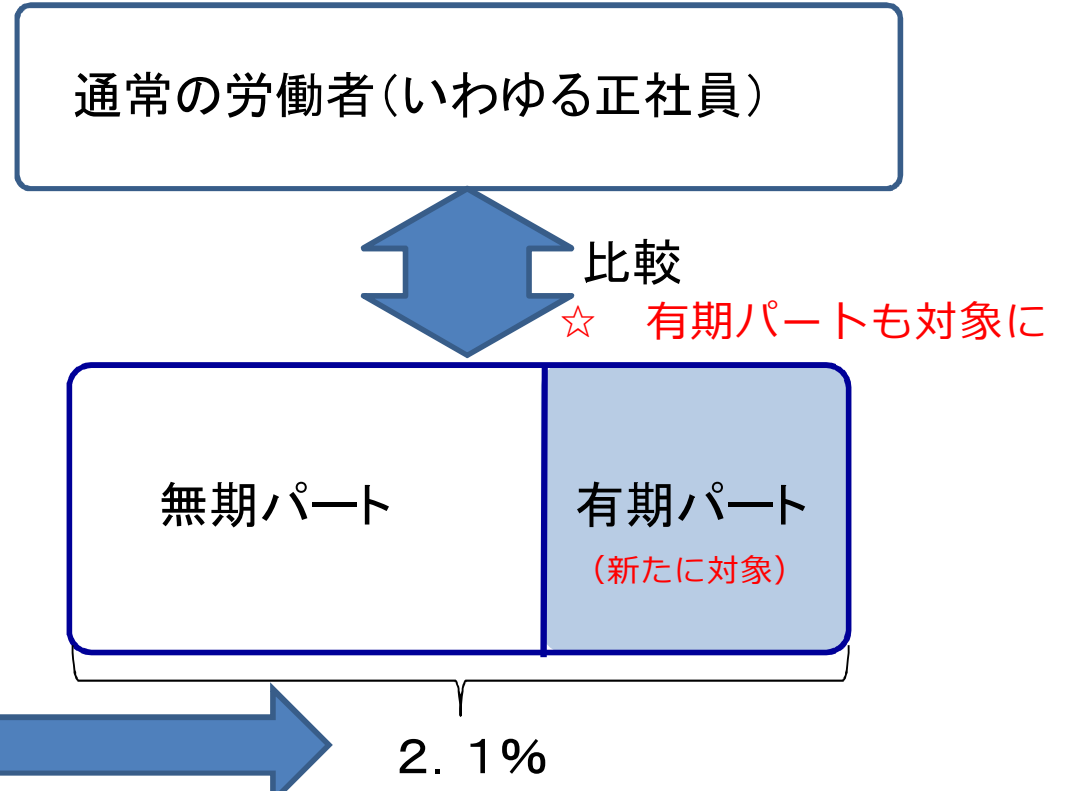 通常の労働者（いわゆる正社員）
比較
☆　有期パートも対象に
無期パート
有期パート
（新たに対象）
２．１％